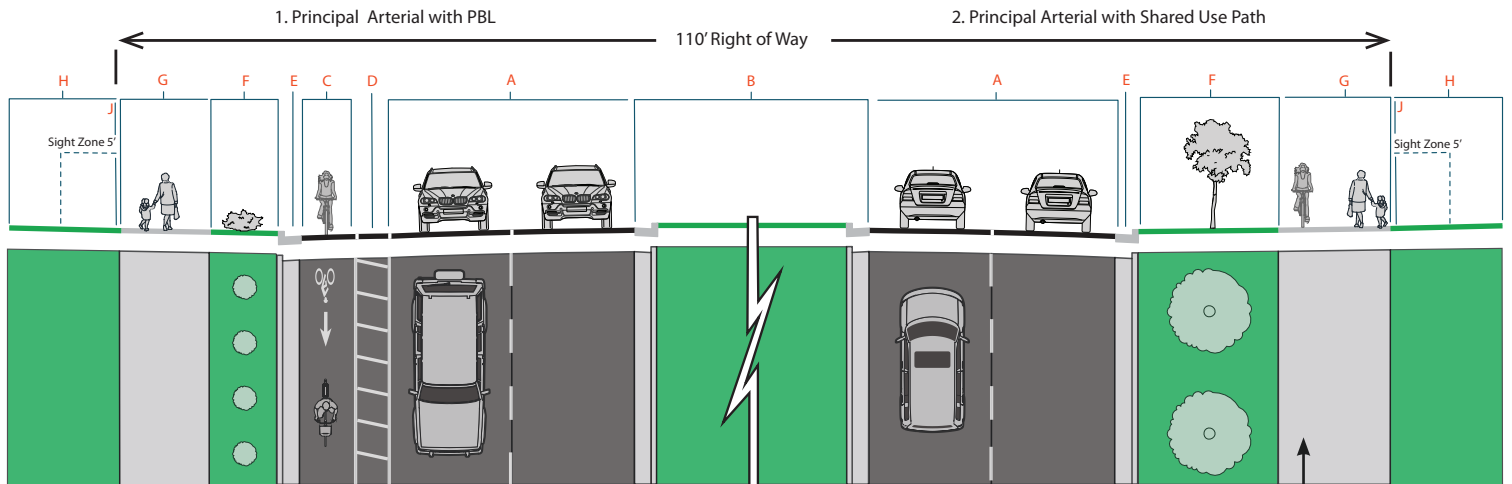 1. Principal Arterial with PBL
2. Principal Arterial with Shared Use Path
110' Right of Way
H G F E C D A B A E F G H
J J
Sight Zone 5' Sight Zone 5'